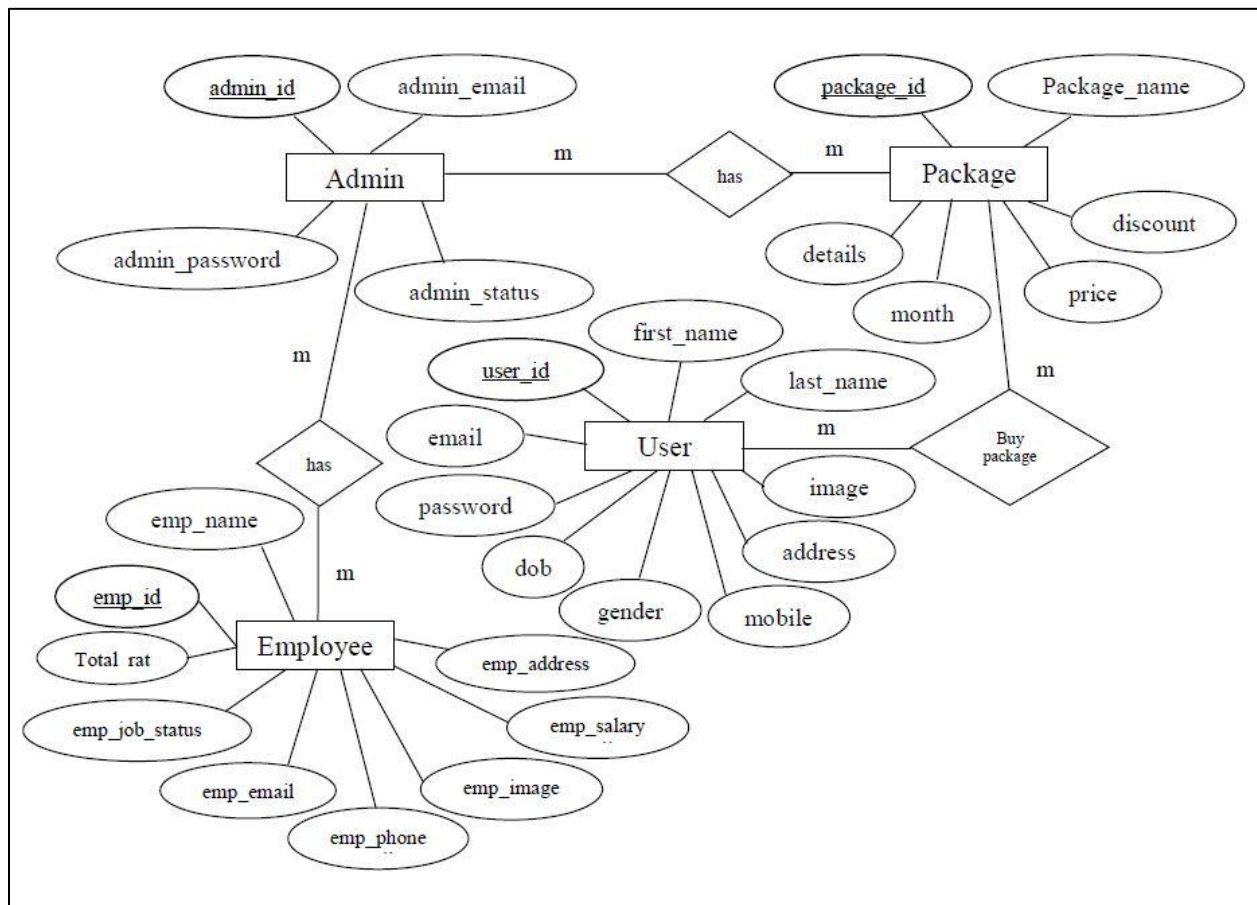 admin_id
admin_email
package_id
Package_name
m
m
Admin
has
Package
admin_password
admin_status
details
month
price
discount
m
first_name
user_id
last_name
m
email
User
m
Buy
package
has
password
image
emp_name
dob
address
m
gender
mobile
emp_id
Employee
Total rat
emp_address
emp_job_status
emp_salary
emp_email
emp_image
emp_phone